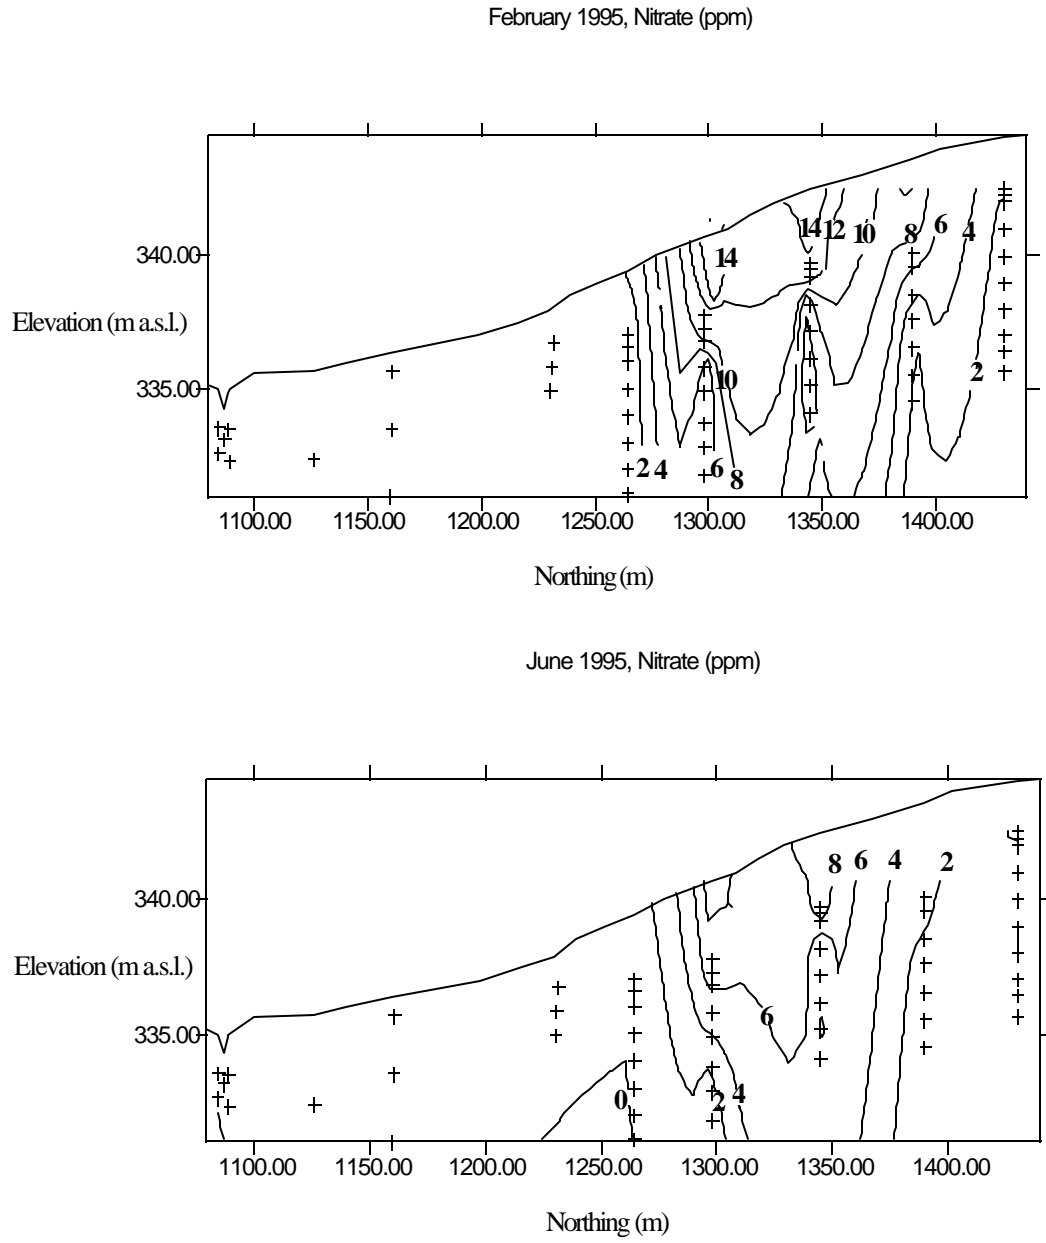 February 1995, Nitrate (ppm)
14 12 10 8 6 4
340.00
14
Elevation (m a.s.l.)
335.00
10
2
2 4 6 8
1100.00 1150.00 1200.00 1250.00 1300.00 1350.00 1400.00
Northing (m)
June 1995, Nitrate (ppm)
8 6 4 2
340.00
Elevation (m a.s.l.)
6
335.00
0 2 4
1100.00 1150.00 1200.00 1250.00 1300.00 1350.00 1400.00
Northing (m)